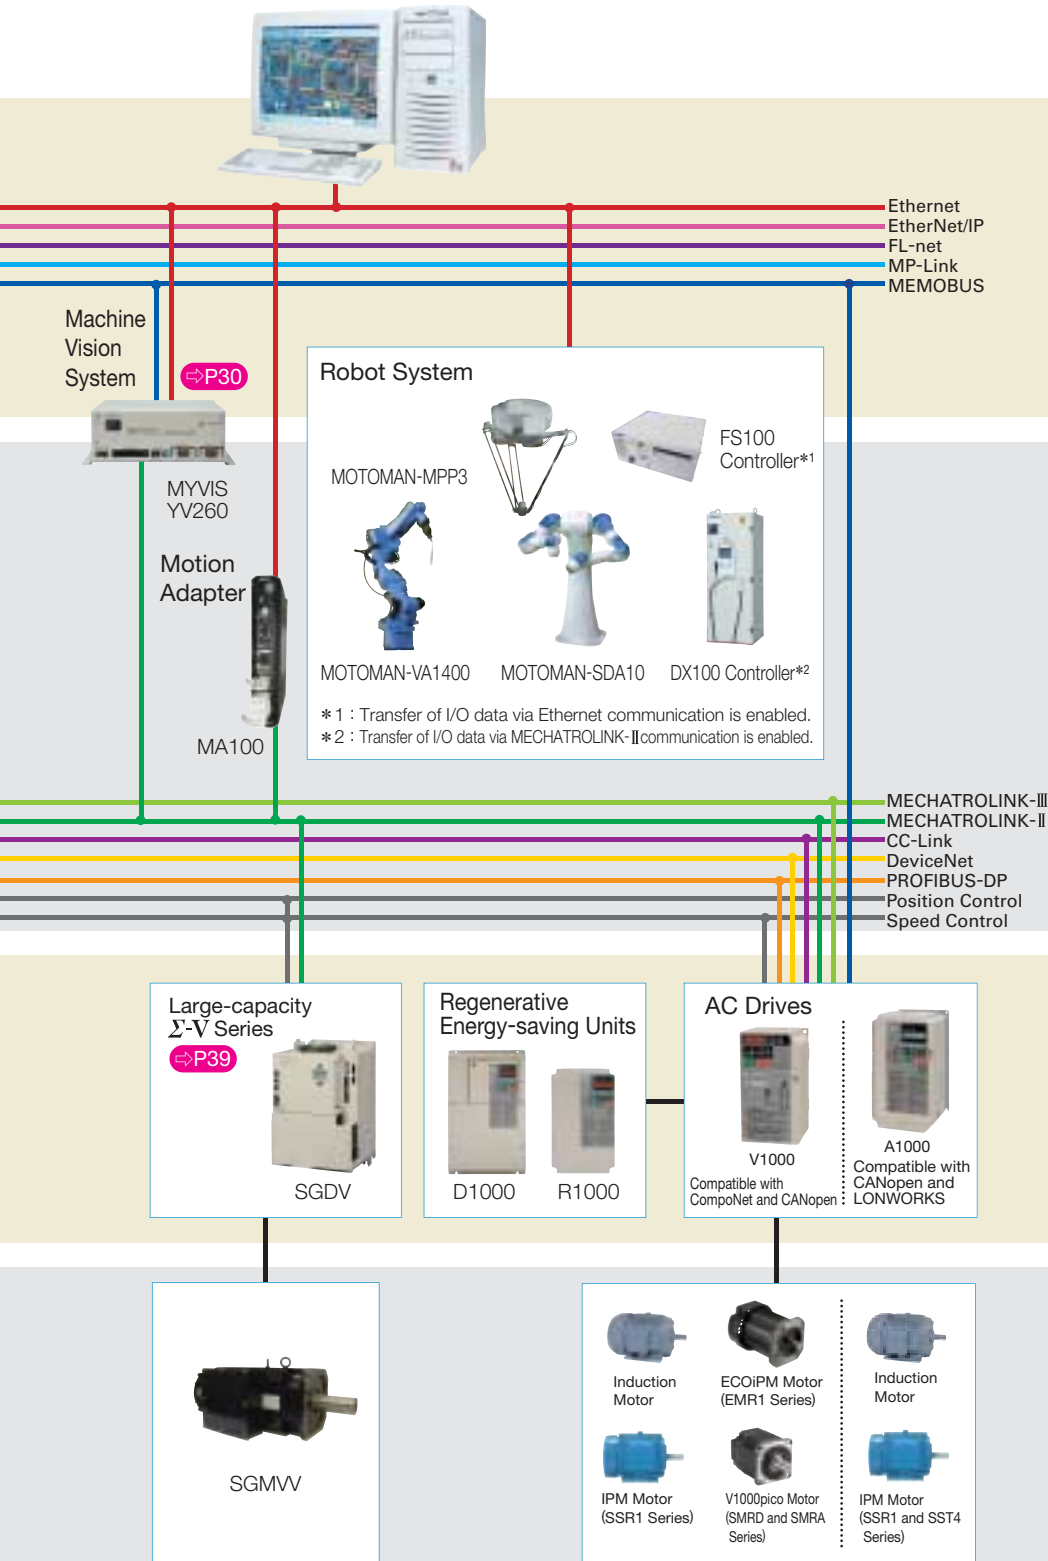 Ethernet
EtherNet/IP
FL-net
MP-Link
MEMOBUS
Machine
Vision
System
⇨P30
MYVIS
YV260
Motion
Adapter
MA100
Robot System
FS100
Controller*1
MOTOMAN-MPP3
MOTOMAN-VA1400
MOTOMAN-SDA10
DX100 Controller*2
*1 : Transfer of I/O data via Ethernet communication is enabled.
*2 : Transfer of I/O data via MECHATROLINK-Ⅱ communication is enabled.
MECHATROLINK-Ⅲ
MECHATROLINK-Ⅱ
CC-Link
DeviceNet
PROFIBUS-DP
Position Control
Speed Control
Large-capacity
Σ-V Series
⇨P39
SGDV
Regenerative
Energy-saving Units
D1000
R1000
AC Drives
V1000
Compatible with
CompoNet and CANopen
A1000
Compatible with
CANopen and
LONWORKS
SGMVV
Induction
Motor
ECOiPM Motor
(EMR1 Series)
Induction
Motor
IPM Motor
(SSR1 Series)
V1000pico Motor
(SMRD and SMRA
Series)
IPM Motor
(SSR1 and SST4
Series)